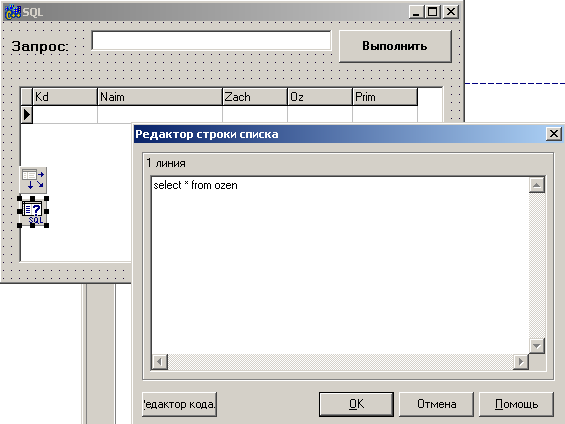 SQL
Запрос:
Выполнить
Kd Naim Zach Oz Prim
SQL
Редактор строки списка
1 линия
select * from ozen
Редактор кода.
OK Отмена Помощь